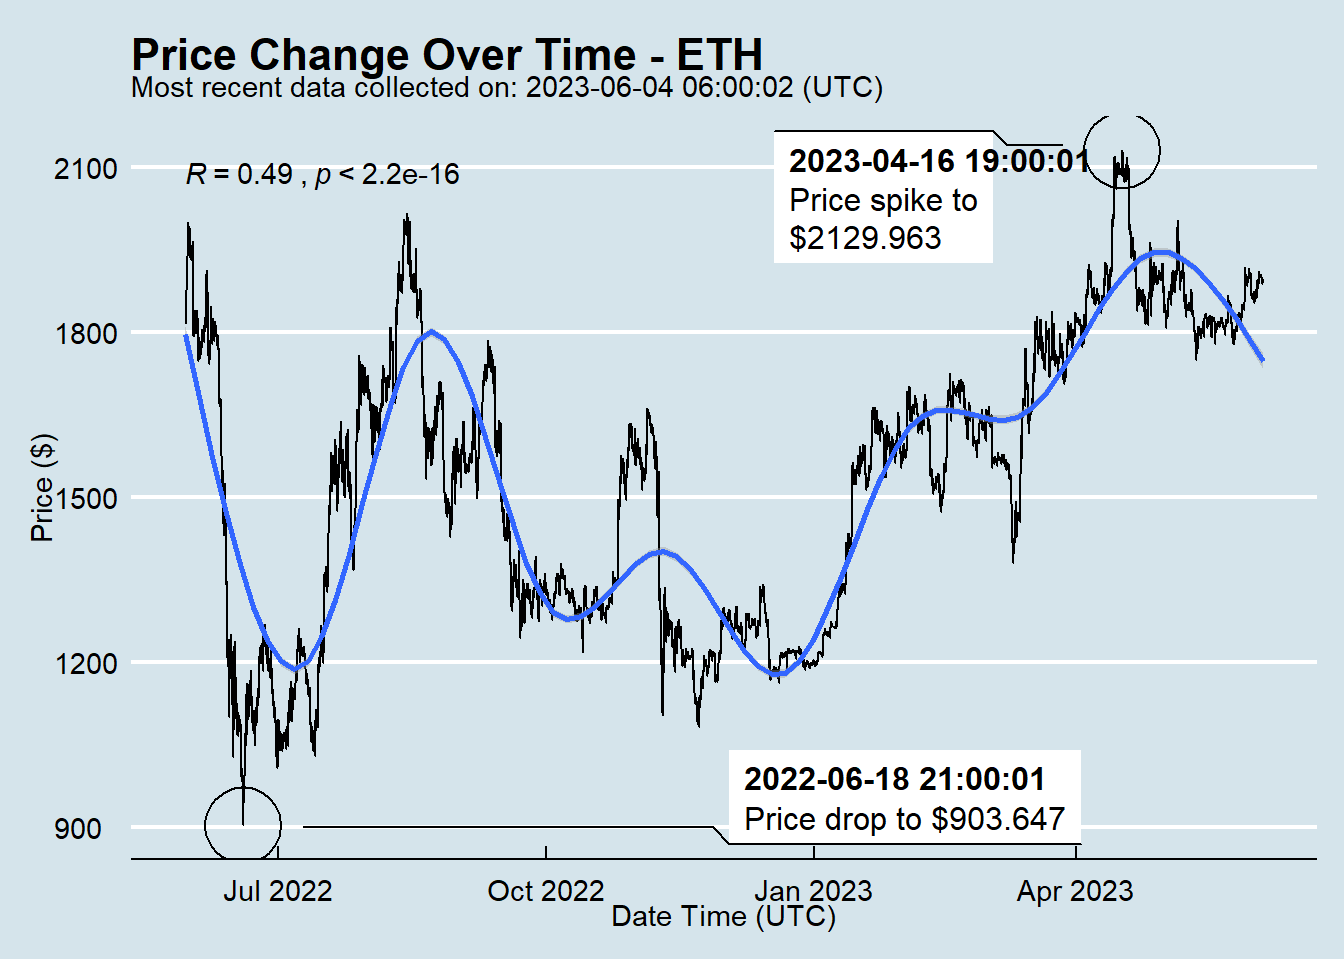 Price Change Over Time - ETH
Most recent data collected on: 2023-06-04 06:00:02 (UTC)
R = 0.49 , p < 2.2e-16
2023-04-16 19:00:01
Price spike to
$2129.963
2022-06-18 21:00:01
Price drop to $903.647
Price ($)
2100
1800
1500
1200
900
Jul 2022
Oct 2022
Jan 2023
Apr 2023
Date Time (UTC)